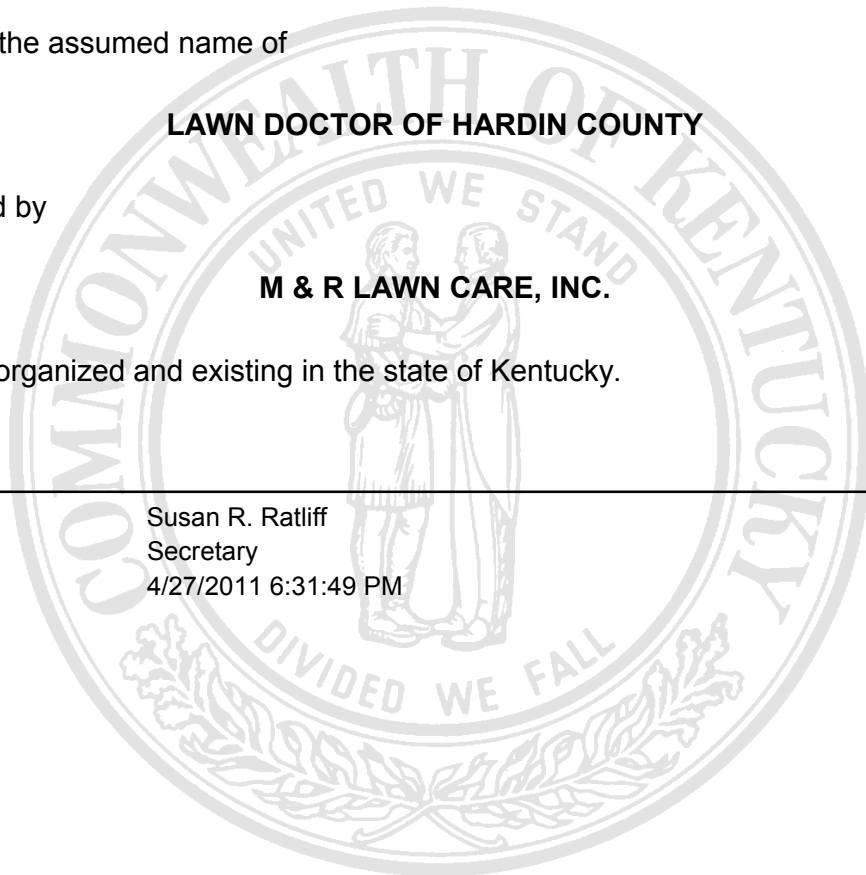 the assumed name of
LAWN DOCTOR OF HARDIN COUNTY
d by
M & R LAWN CARE, INC.
organized and existing in the state of Kentucky.
Susan R. Ratliff
Secretary
4/27/2011 6:31:49 PM
COMMONWEALTH OF KENTUCKY
UNITED WE STAND
DIVIDED WE FALL